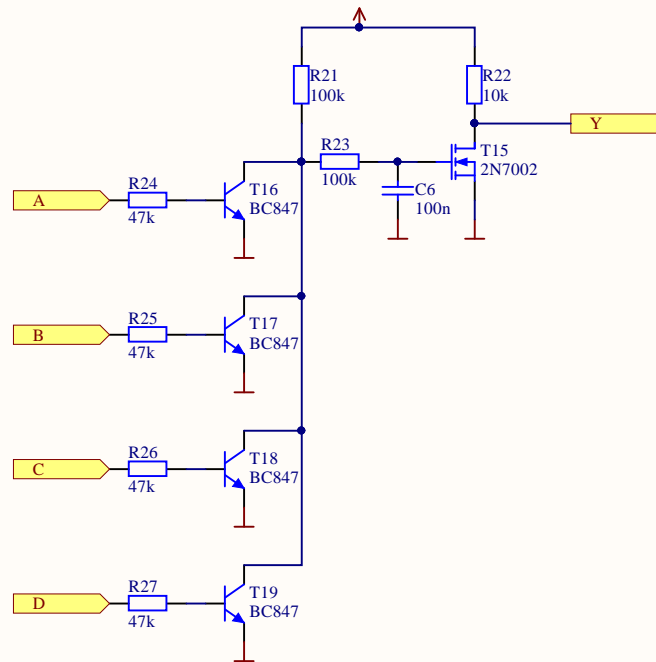 R21
100k
R22
10k
Y
R23
100k
T15
2N7002
C6
100n
A
R24
47k
T16
BC847
B
R25
47k
T17
BC847
C
R26
47k
T18
BC847
D
R27
47k
T19
BC847